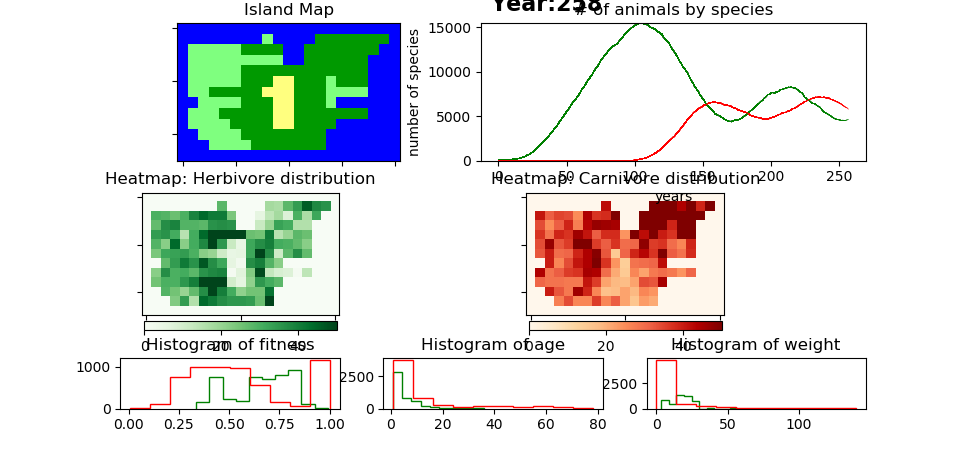 Year:258
Island Map
# of animals by species
number of species
15000
10000
5000
0
0 50 100 150 200 250
years
Heatmap: Herbivore distribution
Heatmap: Carnivore distribution
0 20 40
0 20 40
Histogram of fitness
Histogram of age
Histogram of weight
1000
0
0.00 0.25 0.50 0.75 1.00
2500
0
0 20 40 60 80
2500
0
0 50 100